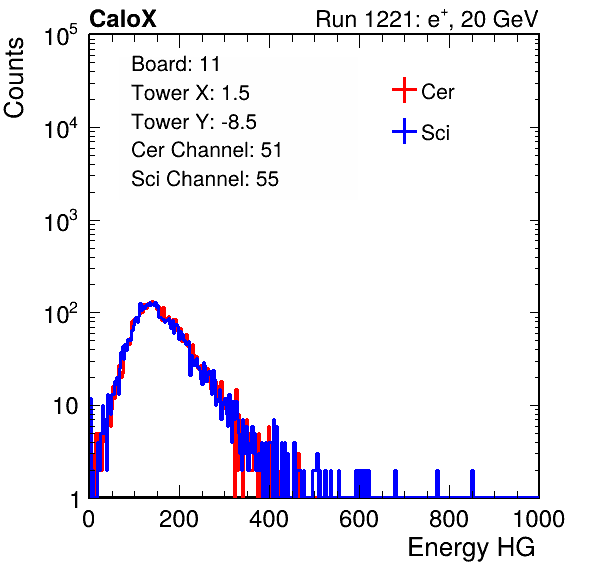 CaloX Run 1221: e⁺, 20 GeV
Counts
10⁵
10⁴
10³
10²
10
1
Board: 11
Tower X: 1.5
Tower Y: -8.5
Cer Channel: 51
Sci Channel: 55
Cer
Sci
0 200 400 600 800 1000
Energy HG